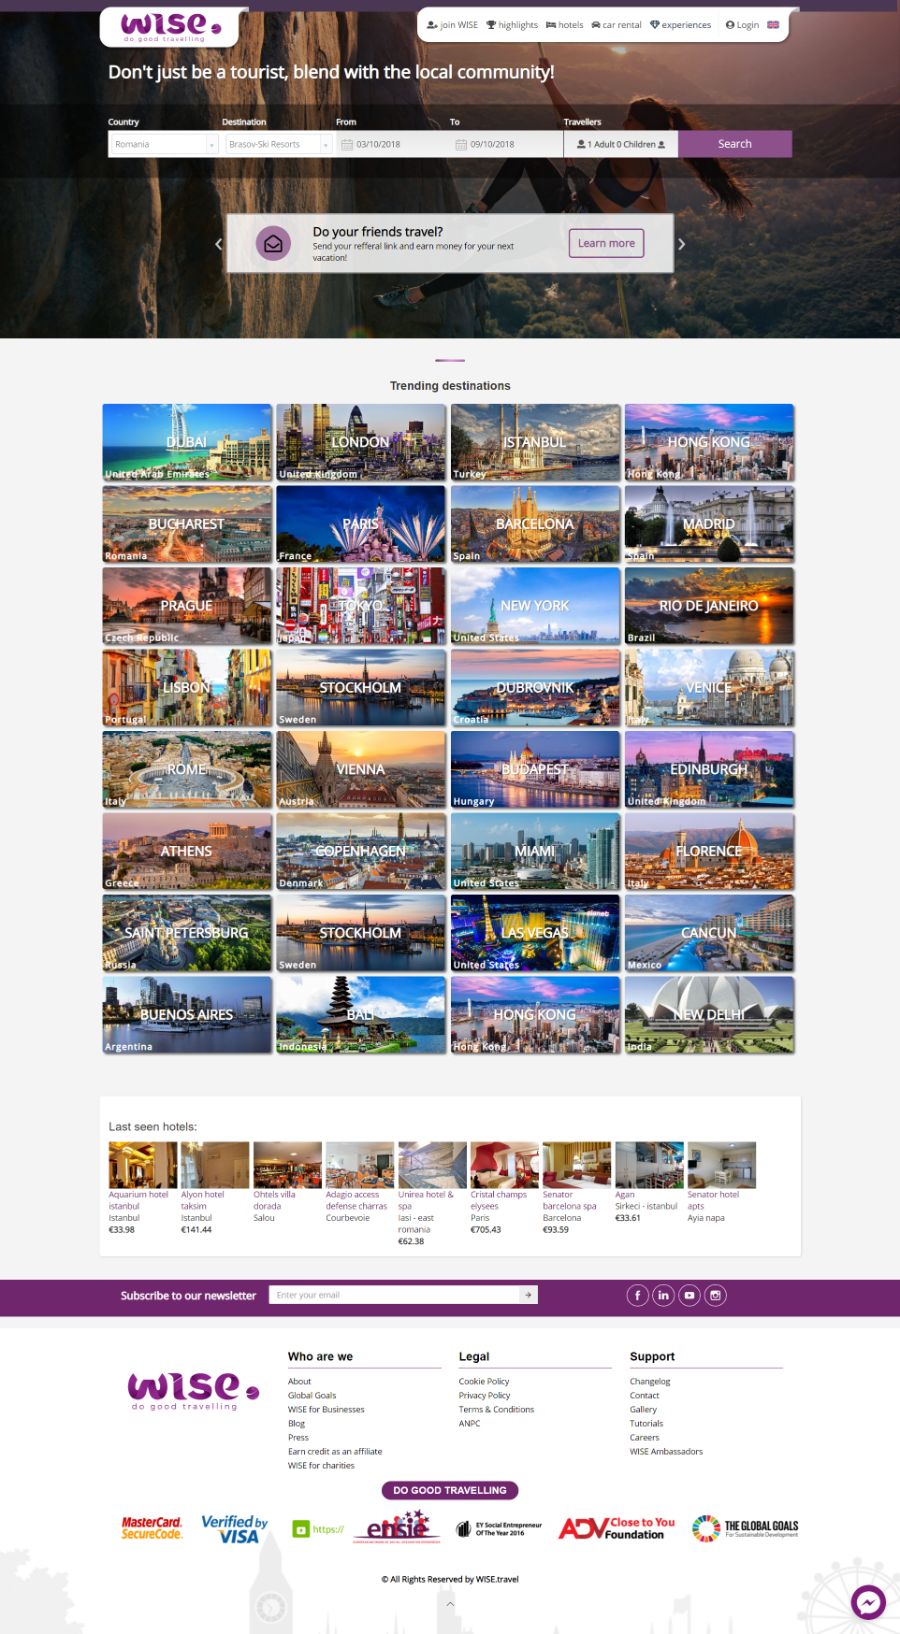 wise.
do good travelling
join WISE highlights hotels car rental experiences Login
Don't just be a tourist, blend with the local community!
Country Destination From To Travellers
Romania Brasov-Ski Resorts 03/10/2018 09/10/2018 1 Adult 0 Children Search
Do your friends travel?
Send your refferal link and earn money for your next
vacation!
Learn more
Trending destinations
DUBAI
United Arab Emirates
LONDON
United Kingdom
ISTANBUL
Turkey
HONG KONG
Hong Kong
BUCHAREST
Romania
PARIS
France
BARCELONA
Spain
MADRID
Spain
PRAGUE
Czech Republic
TOKYO
Japan
NEW YORK
United States
RIO DE JANEIRO
Brazil
LISBON
Portugal
STOCKHOLM
Sweden
DUBROVNIK
Croatia
VENICE
Italy
ROME
Italy
VIENNA
Austria
BUDAPEST
Hungary
EDINBURGH
United Kingdom
ATHENS
Greece
COPENHAGEN
Denmark
MIAMI
United States
FLORENCE
Italy
SAINT PETERSBURG
Russia
STOCKHOLM
Sweden
LAS VEGAS
United States
CANCUN
Mexico
BUENOS AIRES
Argentina
BALI
Indonesia
HONG KONG
Hong Kong
NEW DELHI
India
Last seen hotels:
Aquarium hotel
istanbul
Istanbul
€33.98
Alyon hotel
taksim
Istanbul
€141.44
Ohtels villa
dorada
Salou
Adagio access
defense charras
Courbevoie
Unirea hotel &
spa
Iasi - east
romania
€62.38
Cristal champs
elysees
Paris
€705.43
Senator
barcelona spa
Barcelona
€93.59
Agan
Sirkeci - istanbul
€33.61
Senator hotel
apts
Ayia napa
Subscribe to our newsletter Enter your email
wise.
do good travelling
Who are we
About
Global Goals
WISE for Businesses
Blog
Press
Earn credit as an affiliate
WISE for charities
Legal
Cookie Policy
Privacy Policy
Terms & Conditions
ANPC
Support
Changelog
Contact
Gallery
Tutorials
Careers
WISE Ambassadors
DO GOOD TRAVELLING
MasterCard.
SecureCode.
Verified by
VISA
https://
ensie
EY Social Entrepreneur
Of The Year 2016
ADV Close to You
Foundation
THE GLOBAL GOALS
For Sustainable Development
© All Rights Reserved by WISE.travel